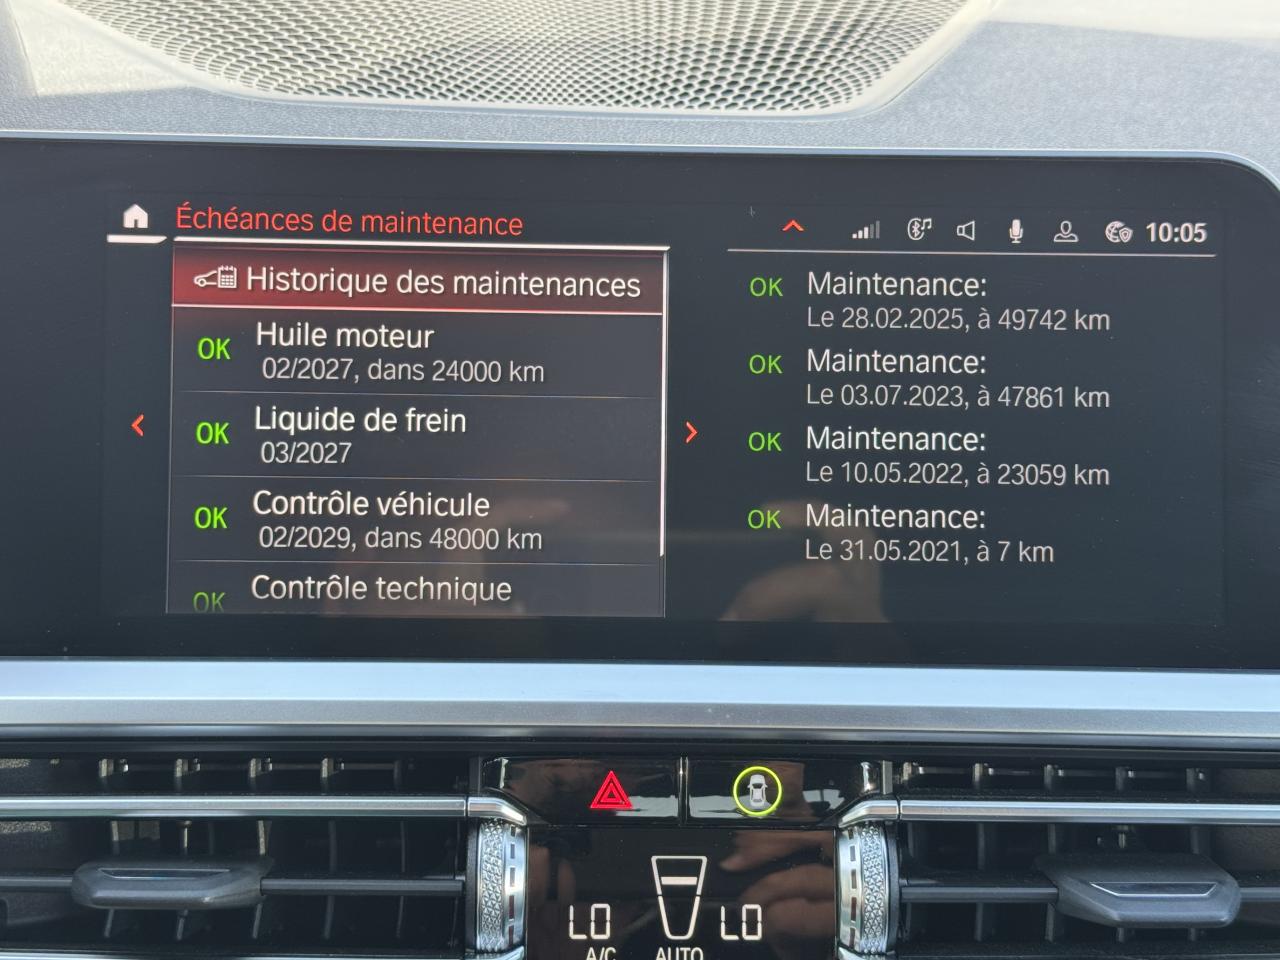 Échéances de maintenance
10:05
Historique des maintenances
OK Huile moteur
02/2027, dans 24000 km
OK Liquide de frein
03/2027
OK Contrôle véhicule
02/2029, dans 48000 km
OK Contrôle technique
OK Maintenance:
Le 28.02.2025, à 49742 km
OK Maintenance:
Le 03.07.2023, à 47861 km
OK Maintenance:
Le 10.05.2022, à 23059 km
OK Maintenance:
Le 31.05.2021, à 7 km
LO LO
A/C AUTO